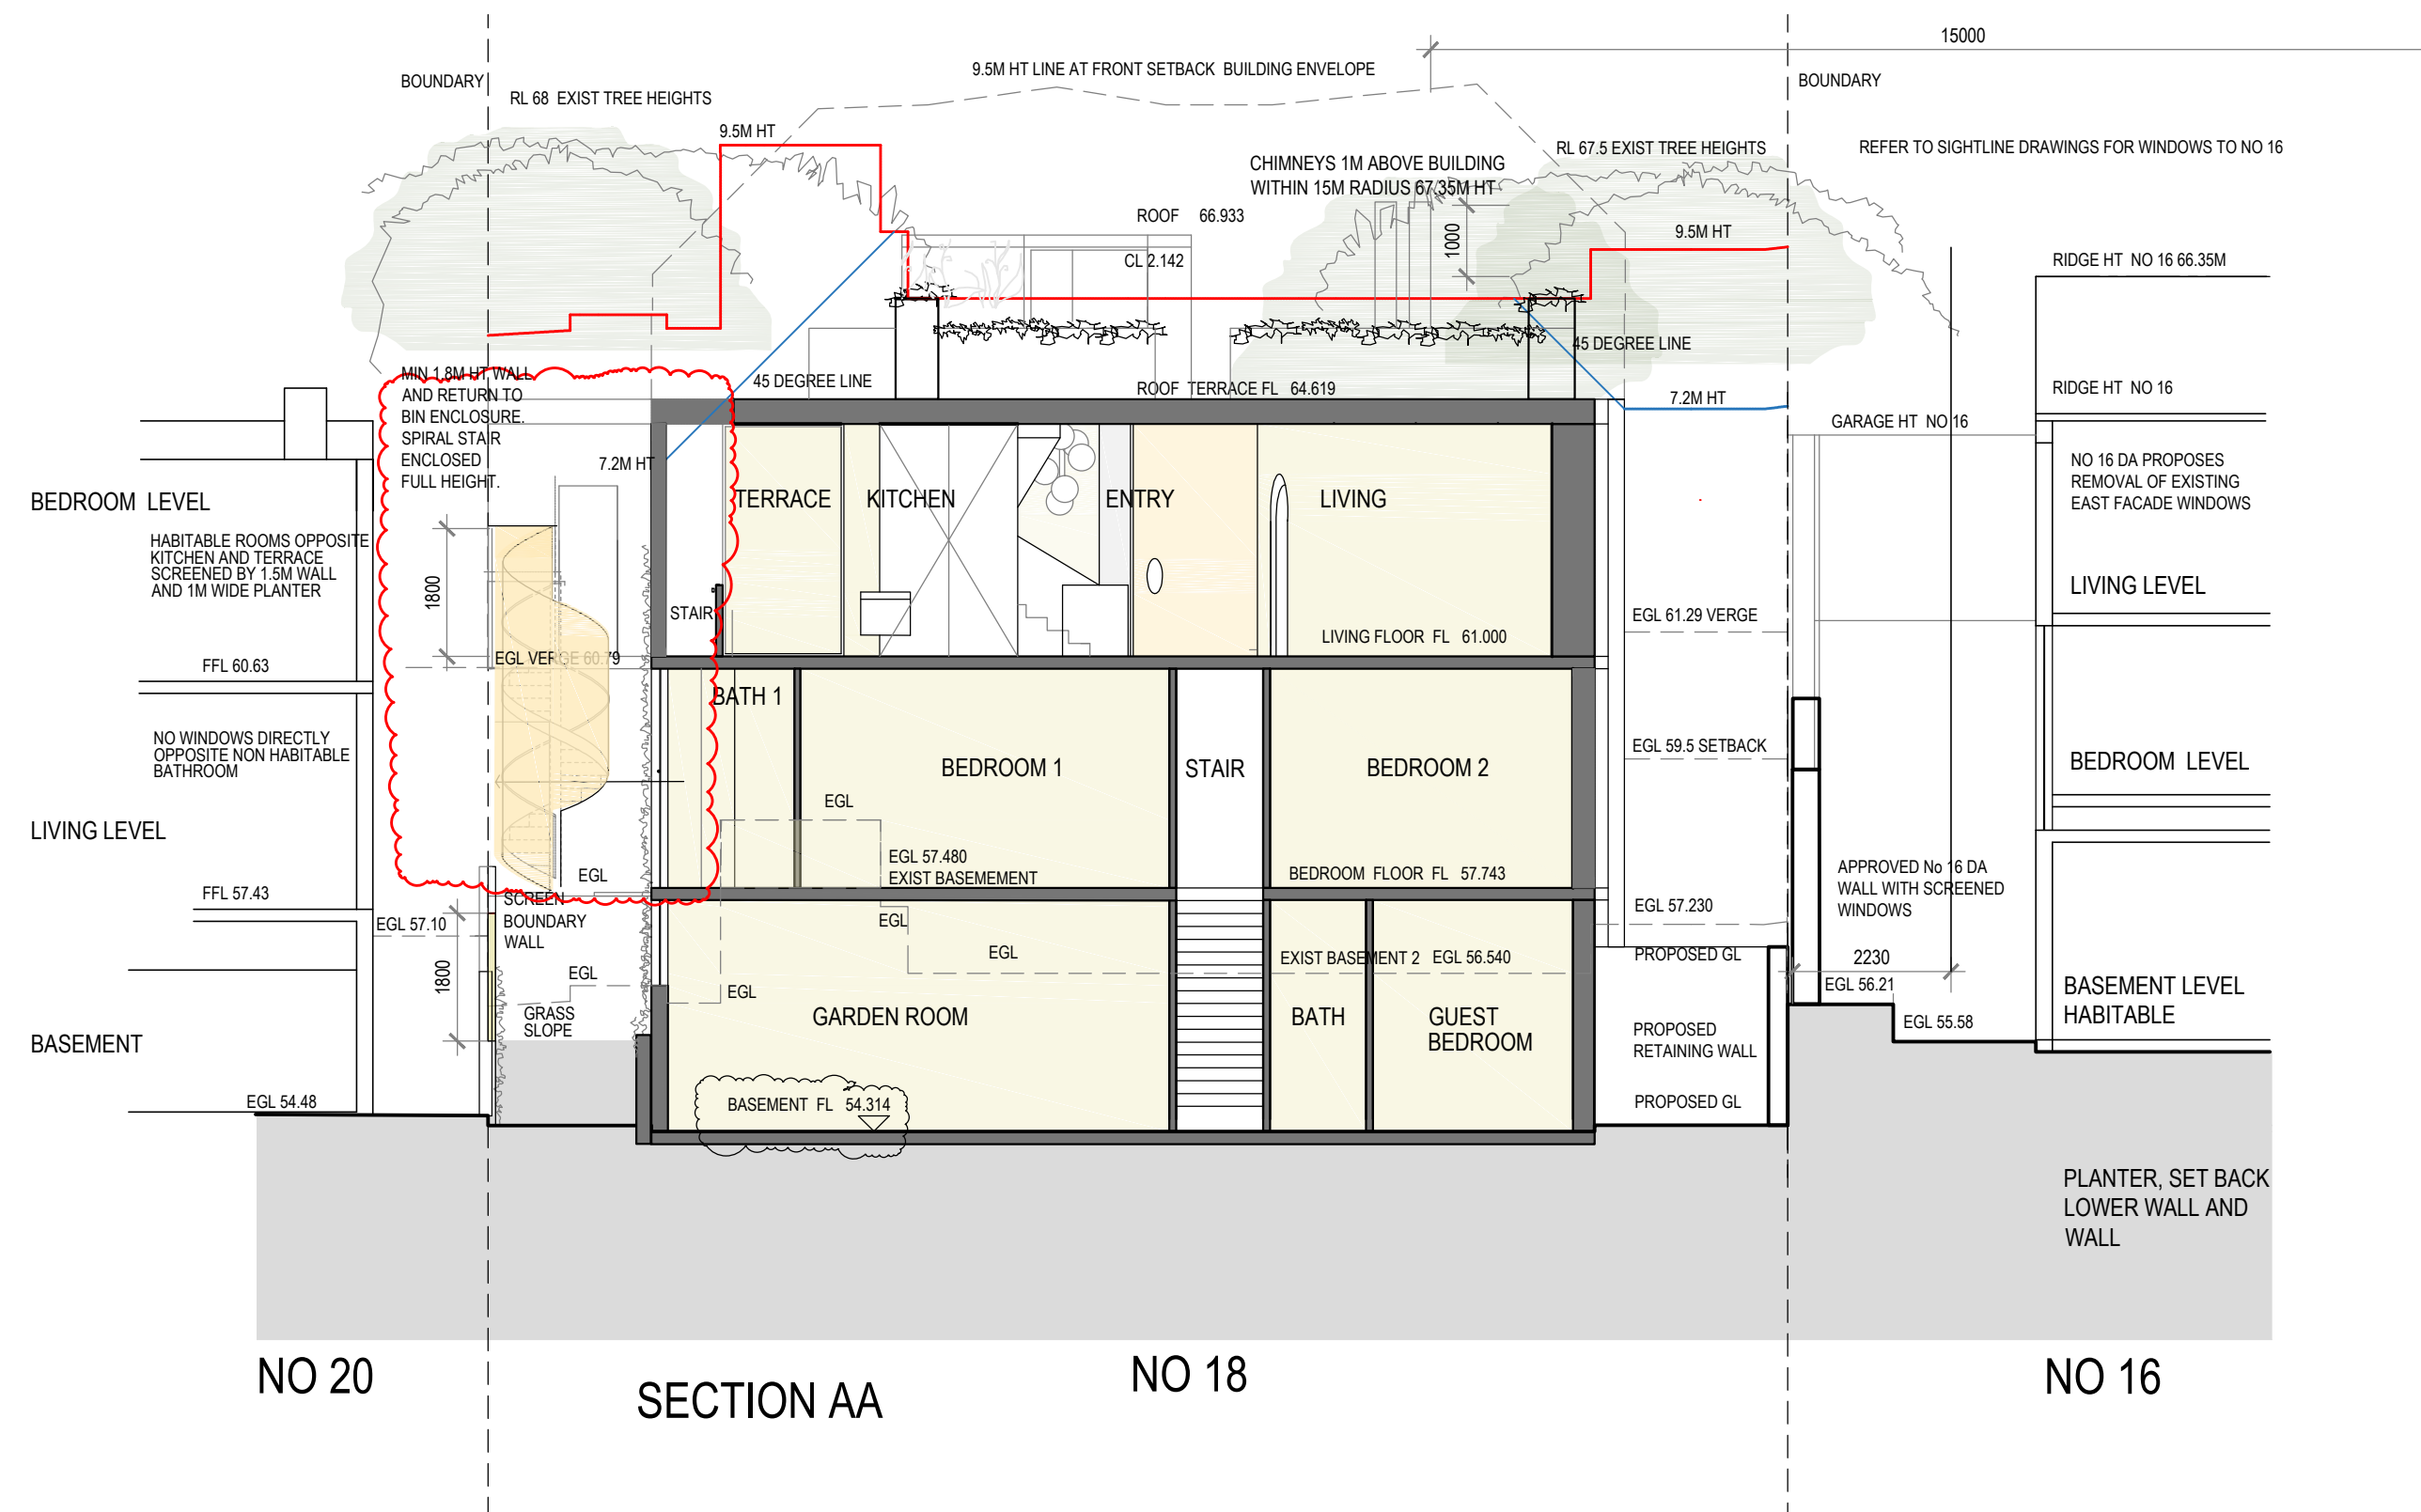 15000
BOUNDARY
9.5M HT LINE AT FRONT SETBACK  BUILDING ENVELOPE
BOUNDARY
RL 68  EXIST TREE HEIGHTS
9.5M HT
CHIMNEYS 1M ABOVE BUILDING
WITHIN 15M RADIUS 67.35M HT
RL 67.5 EXIST TREE HEIGHTS
REFER TO SIGHTLINE DRAWINGS FOR WINDOWS TO NO 16
ROOF    66.933
1000
9.5M HT
CL 2.142
RIDGE HT  NO 16 66.35M
45 DEGREE LINE
MIN 1.8M HT WALL
AND RETURN TO
BIN ENCLOSURE.
SPIRAL STAIR
ENCLOSED
FULL HEIGHT.
45 DEGREE LINE
ROOF  TERRACE FL   64.619
7.2M HT
RIDGE HT  NO 16
GARAGE HT  NO 16
7.2M HT
NO 16 DA PROPOSES
REMOVAL OF EXISTING
EAST FACADE WINDOWS
BEDROOM  LEVEL
TERRACE
KITCHEN
ENTRY
LIVING
HABITABLE ROOMS OPPOSITE
KITCHEN AND TERRACE
SCREENED BY 1.5M WALL
AND 1M WIDE PLANTER
1800
STAIR
LIVING LEVEL
EGL 61.29 VERGE
LIVING FLOOR  FL   61.000
FFL 60.63
EGL VERGE 60.79
BATH 1
NO WINDOWS DIRECTLY
OPPOSITE NON HABITABLE
BATHROOM
EGL 59.5 SETBACK
BEDROOM 1
STAIR
BEDROOM 2
BEDROOM  LEVEL
EGL
LIVING LEVEL
EGL 57.480
EXIST BASEMEMENT
BEDROOM  FLOOR  FL   57.743
APPROVED No 16 DA
WALL WITH SCREENED
WINDOWS
EGL
FFL 57.43
SCREEN
BOUNDARY
WALL
EGL 57.10
EGL
EGL 57.230
EGL
EXIST BASEMENT 2   EGL 56.540
PROPOSED GL
2230
1800
EGL
EGL
EGL 56.21
BASEMENT LEVEL
HABITABLE
GRASS
SLOPE
GARDEN ROOM
BATH
GUEST
BEDROOM
EGL 55.58
PROPOSED
RETAINING WALL
BASEMENT
EGL 54.48
BASEMENT  FL   54.314
PROPOSED GL
PLANTER, SET BACK
LOWER WALL AND
WALL
NO 20
NO 18
NO 16
SECTION AA